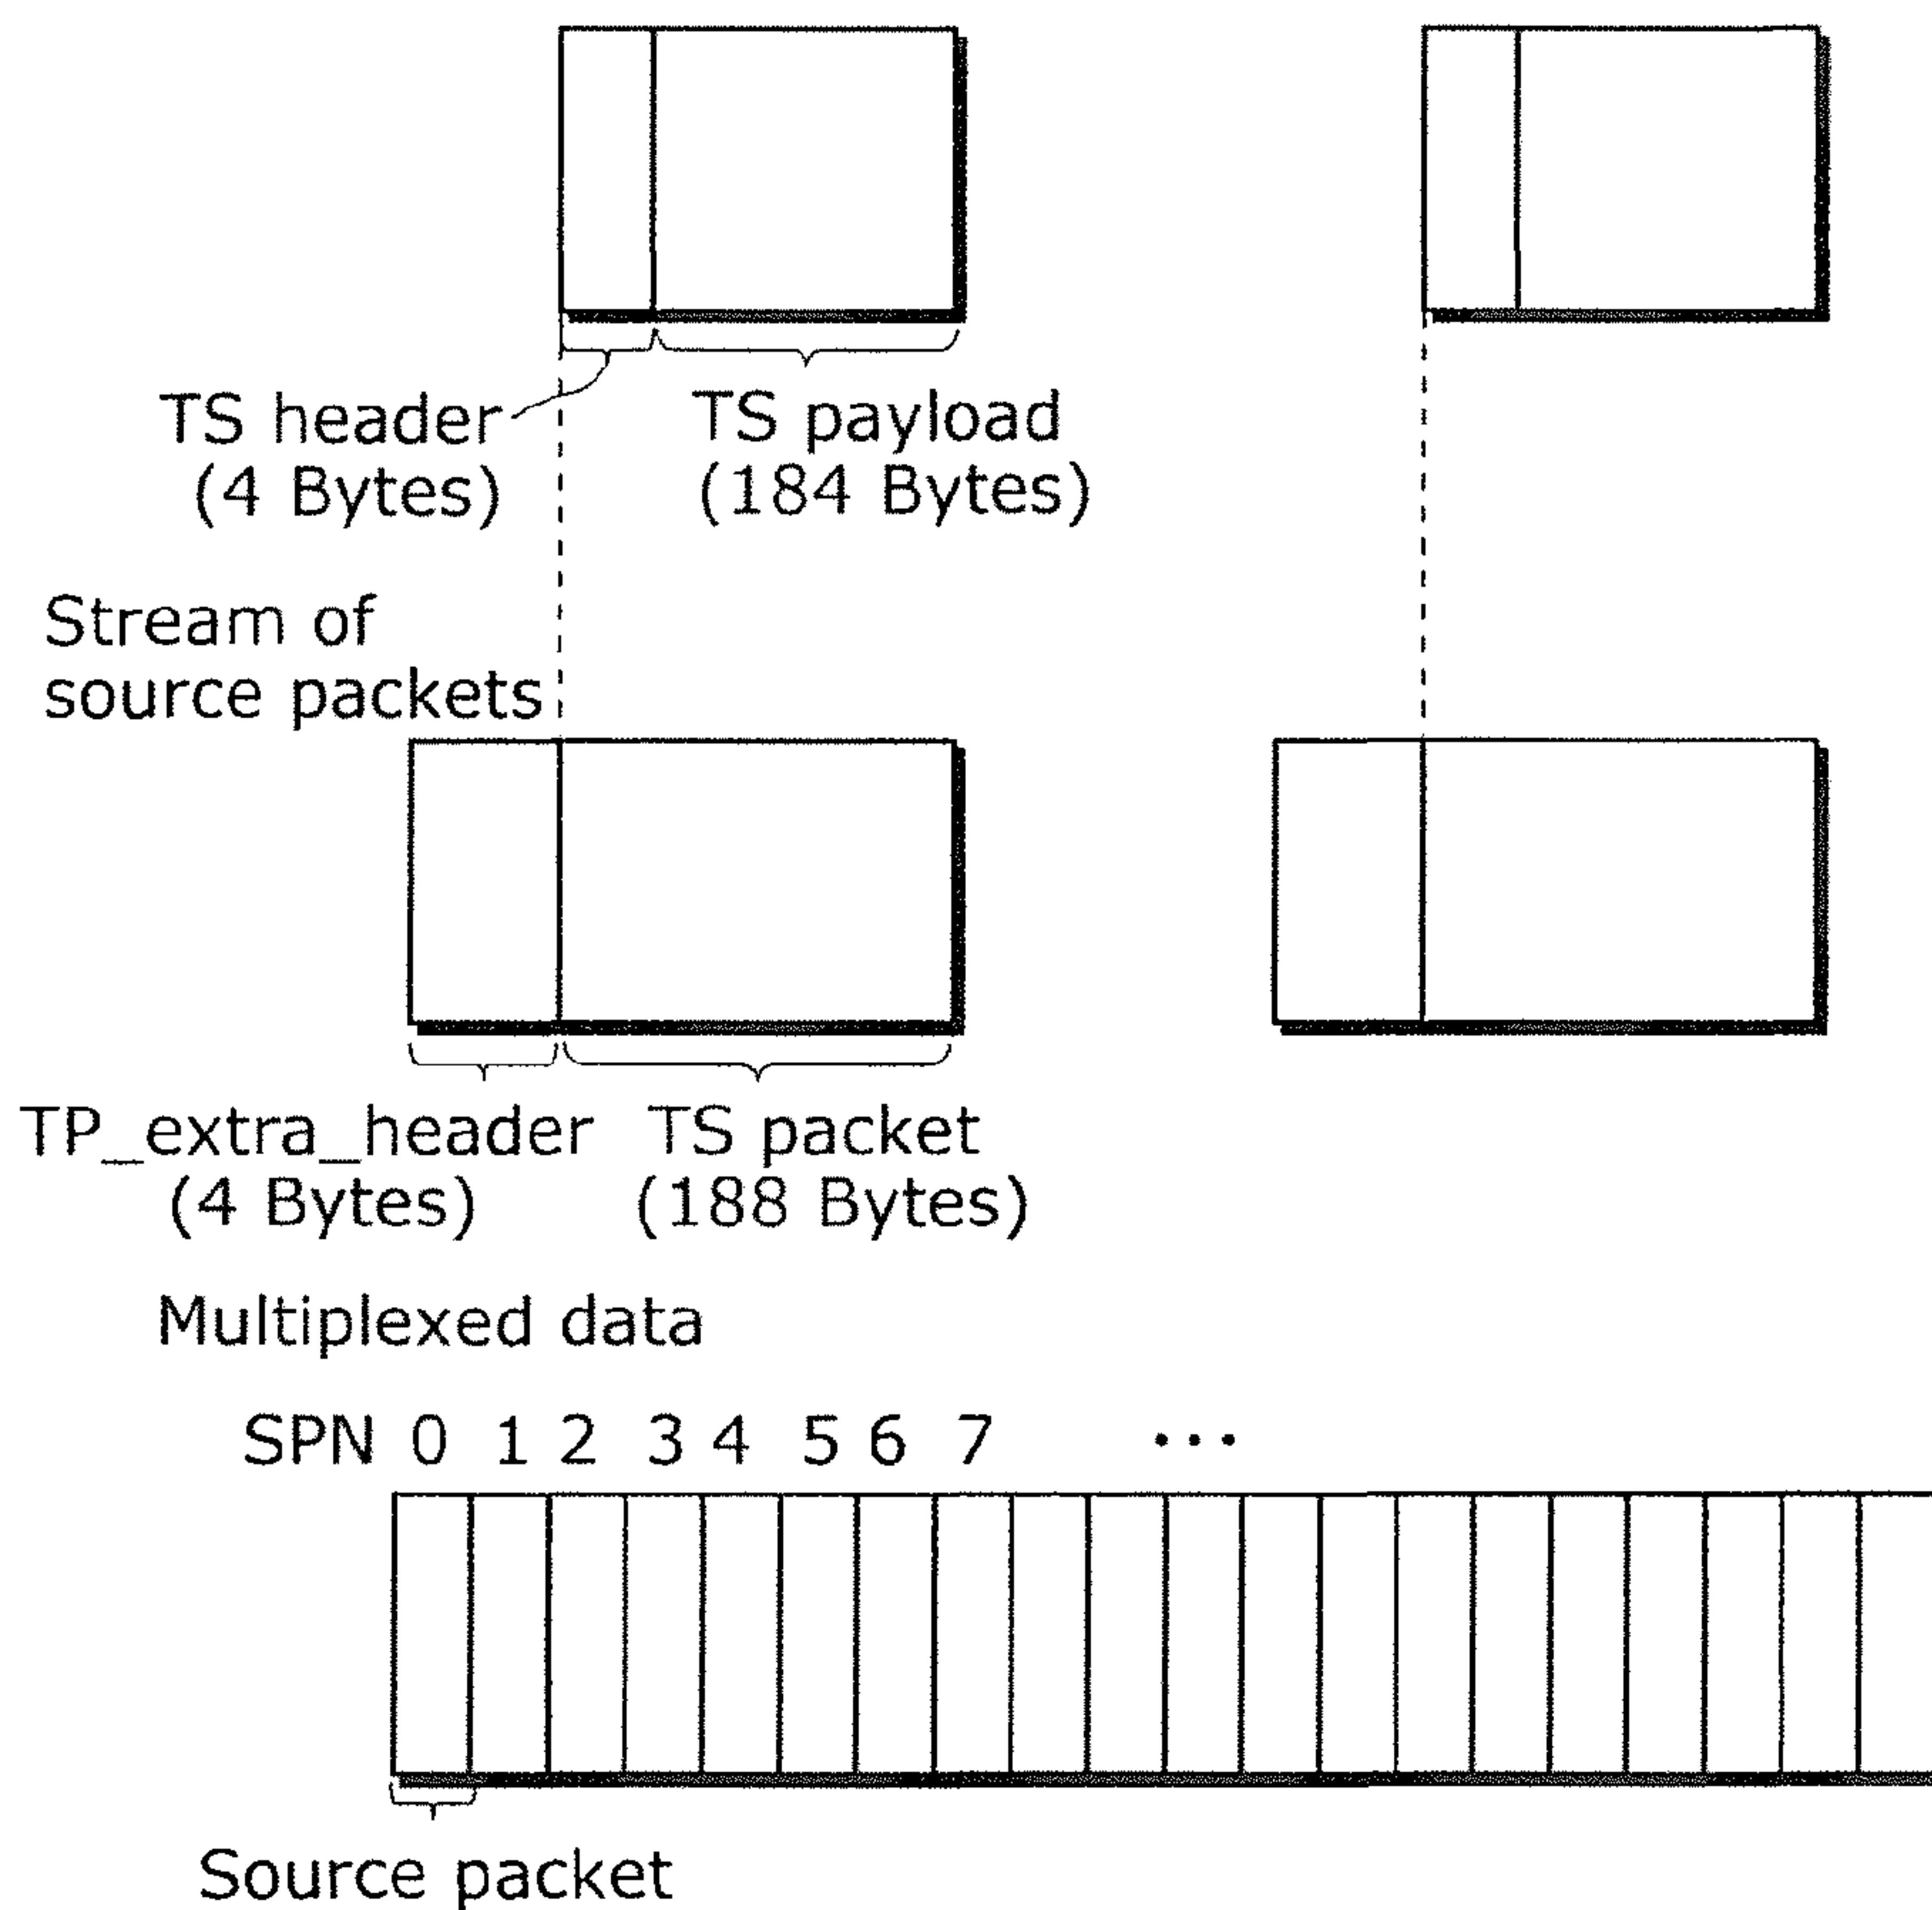 TS header
(4 Bytes)
TS payload
(184 Bytes)
Stream of
source packets
TP_extra_header
(4 Bytes)
TS packet
(188 Bytes)
Multiplexed data
SPN 0 1 2 3 4 5 6 7 ...
Source packet